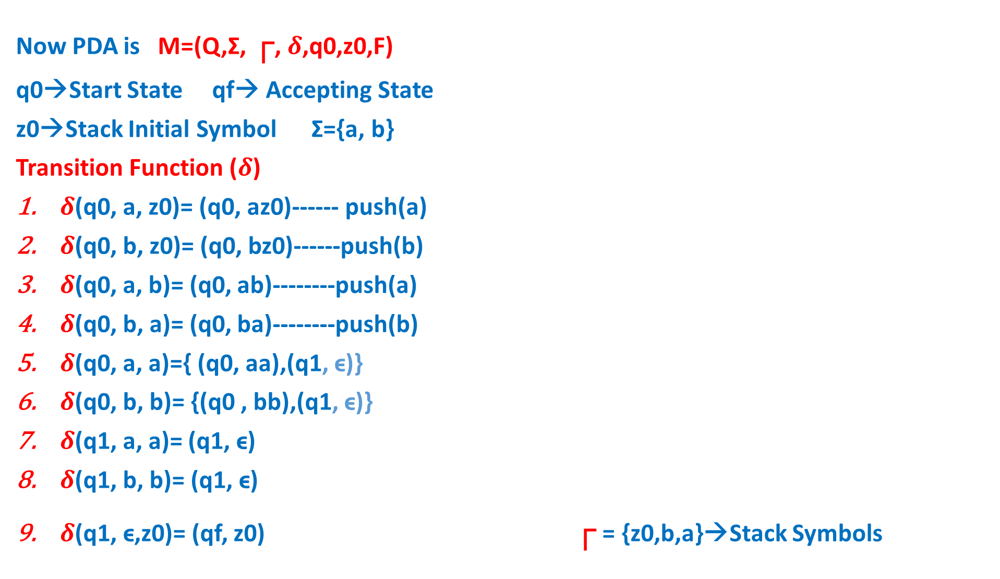 Now PDA is M=(Q,Σ, Γ, 𝜹,q0,z0,F)
q0→Start State qf→ Accepting State
z0→Stack Initial Symbol Σ={a, b}
Transition Function (𝜹)
1. 𝜹(q0, a, z0)= (q0, az0)------ push(a)
2. 𝜹(q0, b, z0)= (q0, bz0)------push(b)
3. 𝜹(q0, a, b)= (q0, ab)--------push(a)
4. 𝜹(q0, b, a)= (q0, ba)--------push(b)
5. 𝜹(q0, a, a)={ (q0, aa),(q1, ϵ)}
6. 𝜹(q0, b, b)= {(q0 , bb),(q1, ϵ)}
7. 𝜹(q1, a, a)= (q1, ϵ)
8. 𝜹(q1, b, b)= (q1, ϵ)
9. 𝜹(q1, ϵ,z0)= (qf, z0)
Γ = {z0,b,a}→Stack Symbols